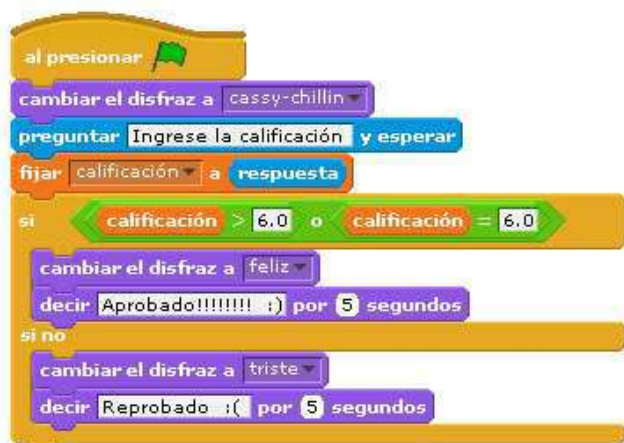 al presionar
cambiar el disfraz a cassy-chillin
preguntar Ingrese la calificación y esperar
fijar calificación a respuesta
si calificación > 6.0 o calificación = 6.0
cambiar el disfraz a feliz
decir Aprobado!!!!!!!! :) por 5 segundos
si no
cambiar el disfraz a triste
decir Reprobado :( por 5 segundos